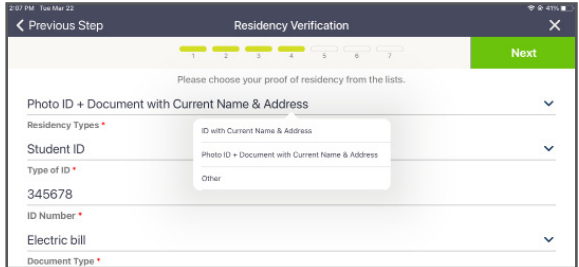 2:07 PM Tue Mar 22
41%
Previous Step
Residency Verification
1 2 3 4 5 6 7
Next
Please choose your proof of residency from the lists.
Photo ID + Document with Current Name & Address
Residency Types *
ID with Current Name & Address
Photo ID + Document with Current Name & Address
Other
Student ID
Type of ID *
345678
ID Number *
Electric bill
Document Type *